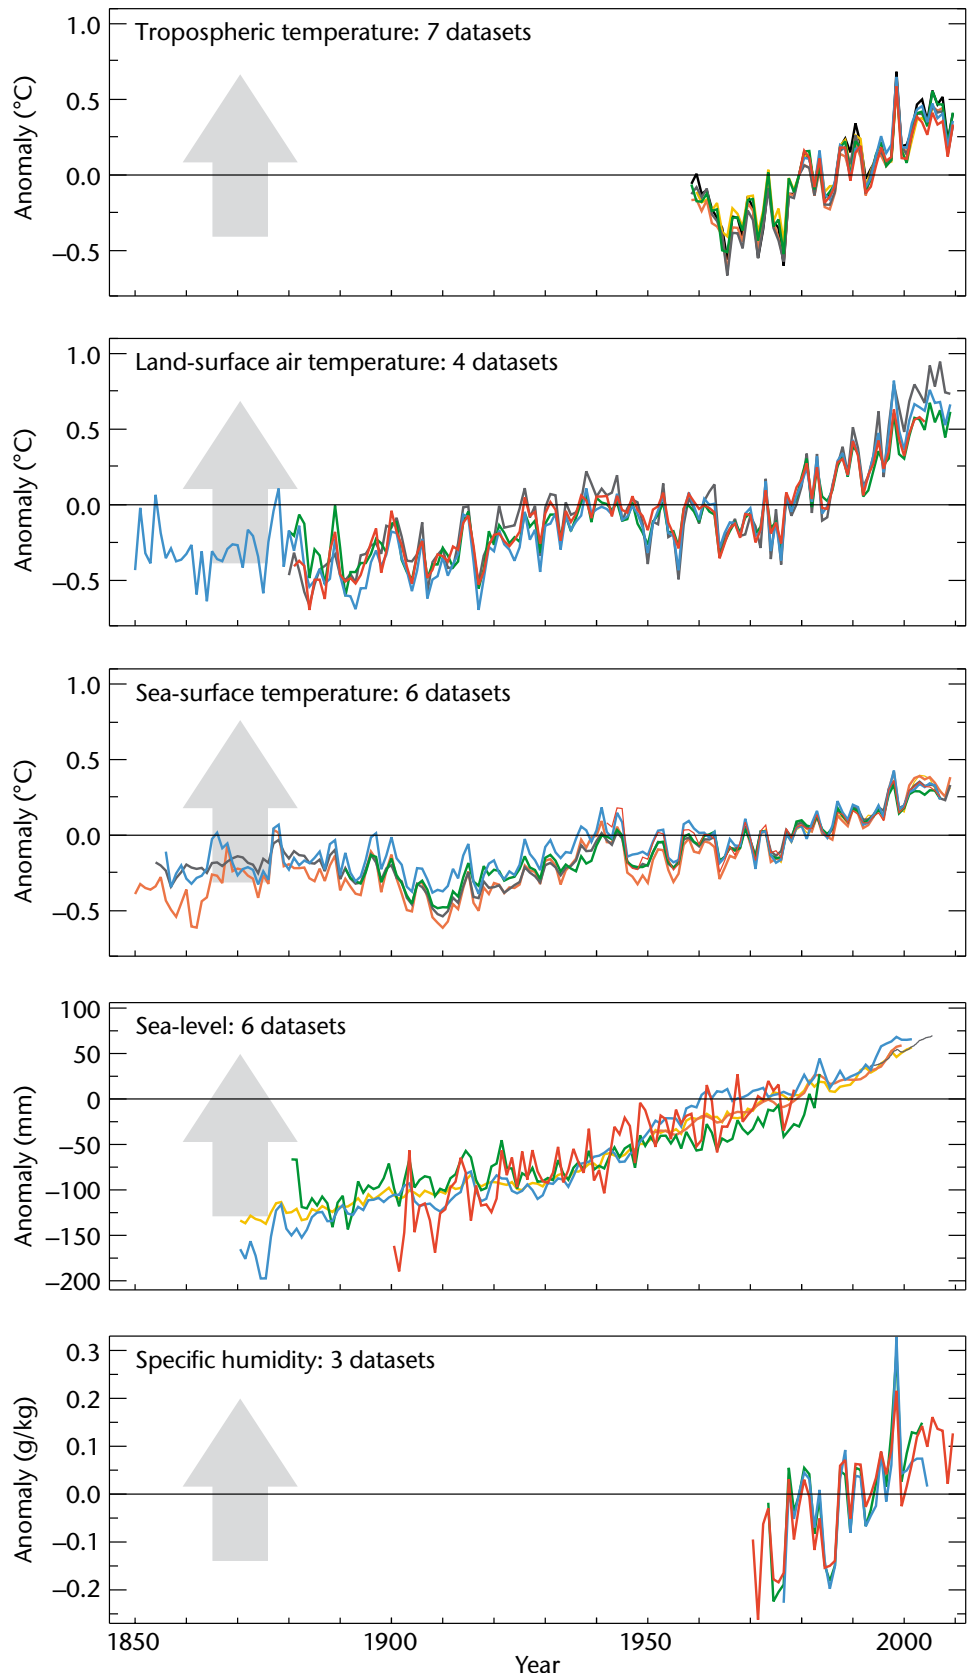 Tropospheric temperature: 7 datasets
1.0
0.5
0.0
−0.5
Anomaly (°C)
Land-surface air temperature: 4 datasets
1.0
0.5
0.0
−0.5
Anomaly (°C)
Sea-surface temperature: 6 datasets
1.0
0.5
0.0
−0.5
Anomaly (°C)
Sea-level: 6 datasets
100
50
0
−50
−100
−150
−200
Anomaly (mm)
Specific humidity: 3 datasets
0.3
0.2
0.1
0.0
−0.1
−0.2
Anomaly (g/kg)
1850 1900 1950 2000
Year